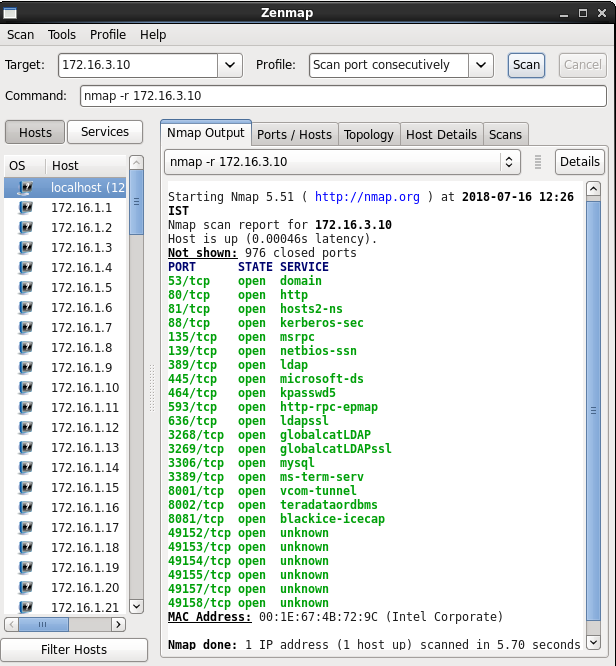 Zenmap
Scan Tools Profile Help
Target: 172.16.3.10 Profile: Scan port consecutively Scan Cancel
Command: nmap -r 172.16.3.10
Hosts Services
OS Host
localhost (12
172.16.1.1
172.16.1.2
172.16.1.3
172.16.1.4
172.16.1.5
172.16.1.6
172.16.1.7
172.16.1.8
172.16.1.9
172.16.1.10
172.16.1.11
172.16.1.12
172.16.1.13
172.16.1.14
172.16.1.15
172.16.1.16
172.16.1.17
172.16.1.18
172.16.1.19
172.16.1.20
172.16.1.21
Filter Hosts
Nmap Output Ports / Hosts Topology Host Details Scans
nmap -r 172.16.3.10 Details
Starting Nmap 5.51 ( http://nmap.org ) at 2018-07-16 12:26
IST
Nmap scan report for 172.16.3.10
Host is up (0.00046s latency).
Not shown: 976 closed ports
PORT STATE SERVICE
53/tcp open domain
80/tcp open http
81/tcp open hosts2-ns
88/tcp open kerberos-sec
135/tcp open msrpc
139/tcp open netbios-ssn
389/tcp open ldap
445/tcp open microsoft-ds
464/tcp open kpasswd5
593/tcp open http-rpc-epmap
636/tcp open ldapssl
3268/tcp open globalcatLDAP
3269/tcp open globalcatLDAPssl
3306/tcp open mysql
3389/tcp open ms-term-serv
8001/tcp open vcom-tunnel
8002/tcp open teradataordbms
8081/tcp open blackice-icecap
49152/tcp open unknown
49153/tcp open unknown
49154/tcp open unknown
49155/tcp open unknown
49157/tcp open unknown
49158/tcp open unknown
MAC Address: 00:1E:67:4B:72:9C (Intel Corporate)
Nmap done: 1 IP address (1 host up) scanned in 5.70 seconds